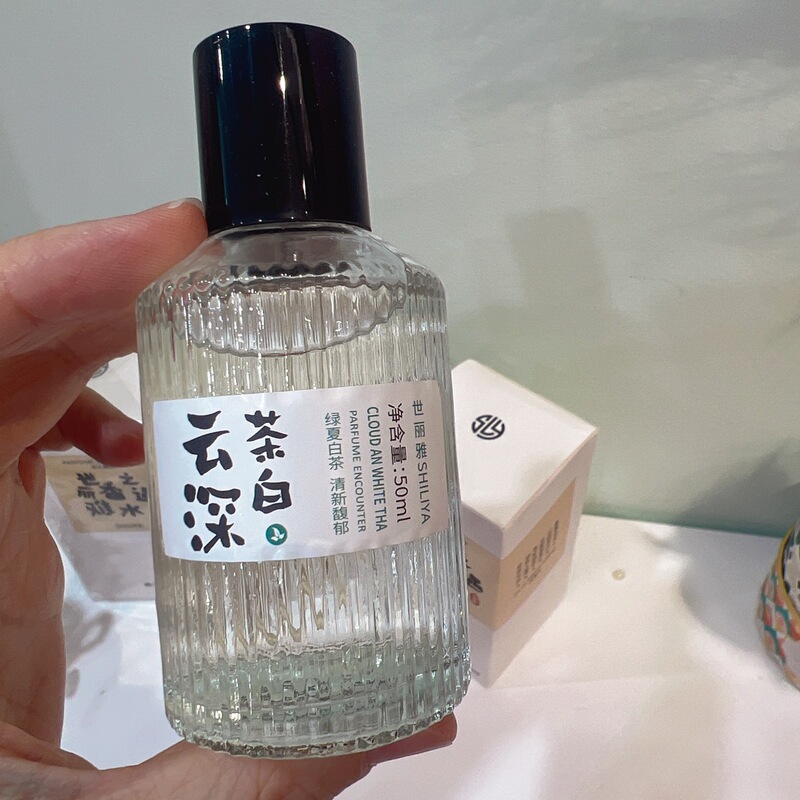 云深
茶白
绿夏白茶 清新馥郁
PARFUME ENCOUNTER
CLOUD AN WHITE THA
净含量:50ml
世丽雅 SHILIYA